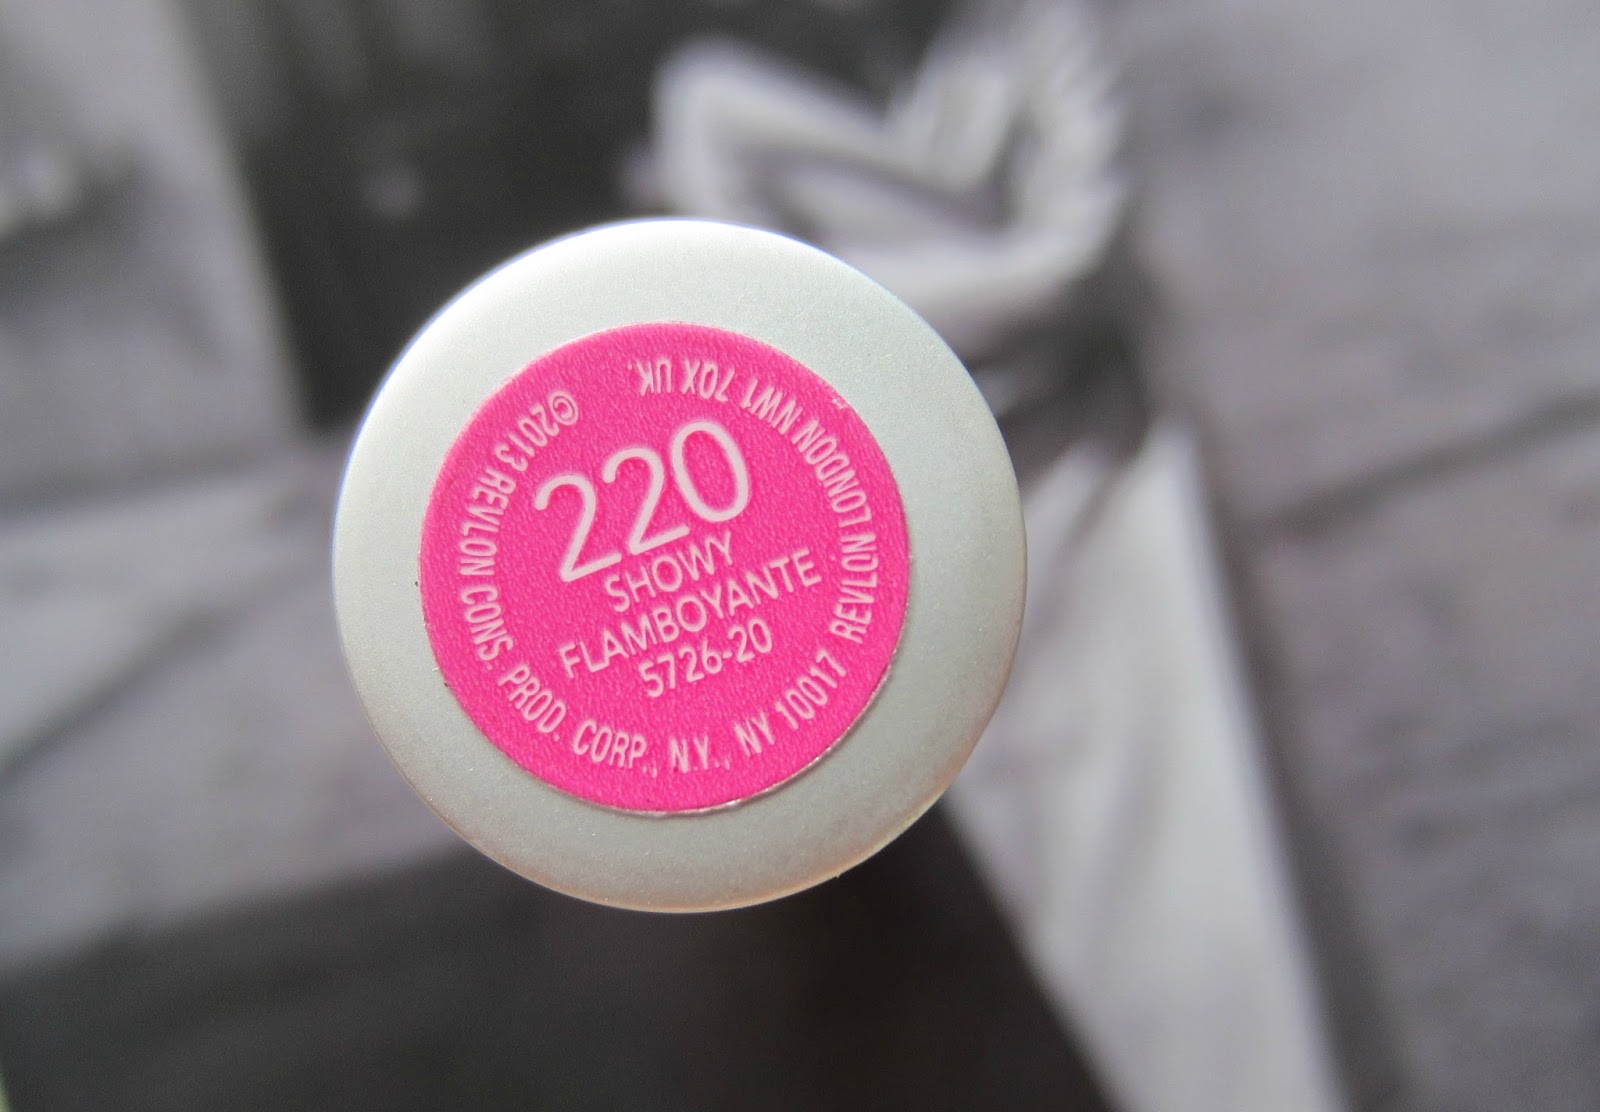 220
SHOWY
FLAMBOYANTE
5726-20
©2013 REVLON CONS. PROD. CORP., N.Y., NY 10017 REVLON LONDON NW1 7QX UK.